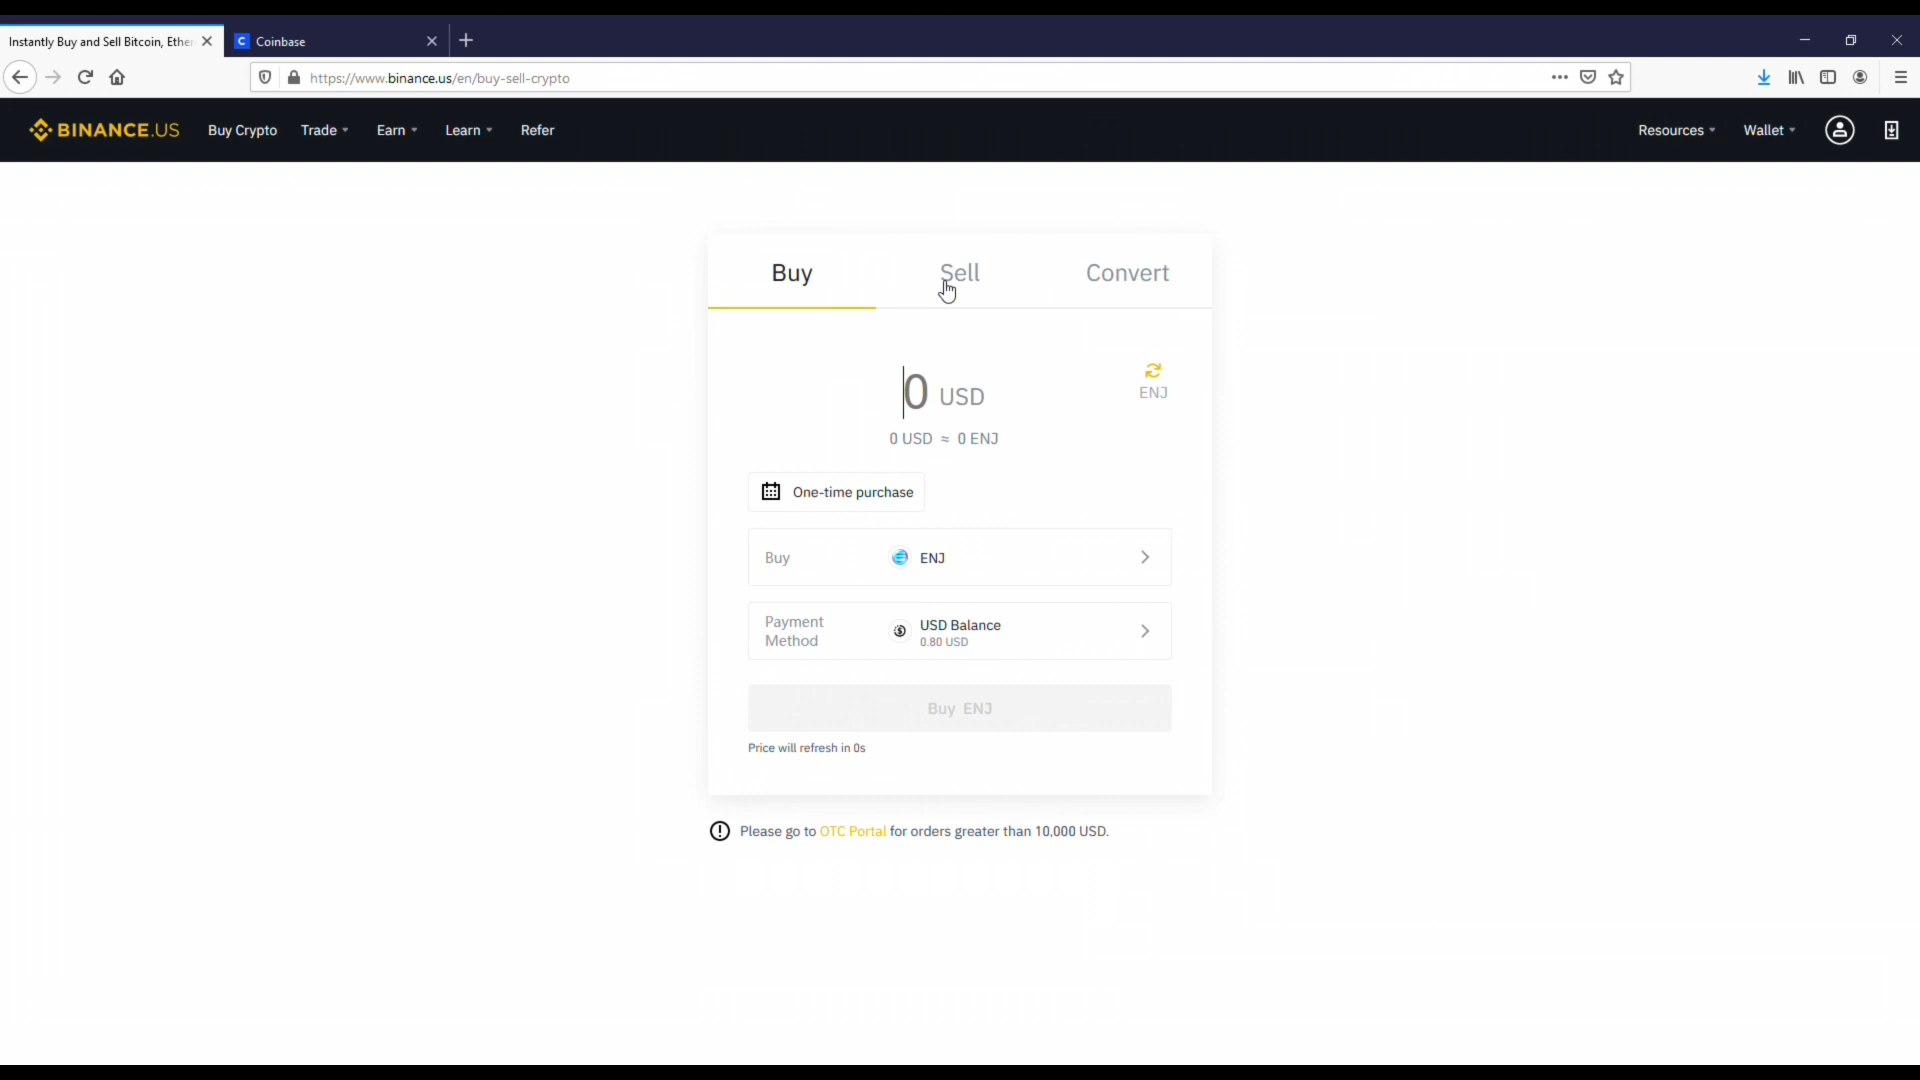 Instantly Buy and Sell Bitcoin, Ether
Coinbase
https://www.binance.us/en/buy-sell-crypto
BINANCE.US
Buy Crypto
Trade
Earn
Learn
Refer
Resources
Wallet
Buy
Sell
Convert
0 USD
ENJ
0 USD ≈ 0 ENJ
One-time purchase
Buy
ENJ
Payment
Method
USD Balance
0.80 USD
Buy ENJ
Price will refresh in 0s
Please go to OTC Portal for orders greater than 10,000 USD.